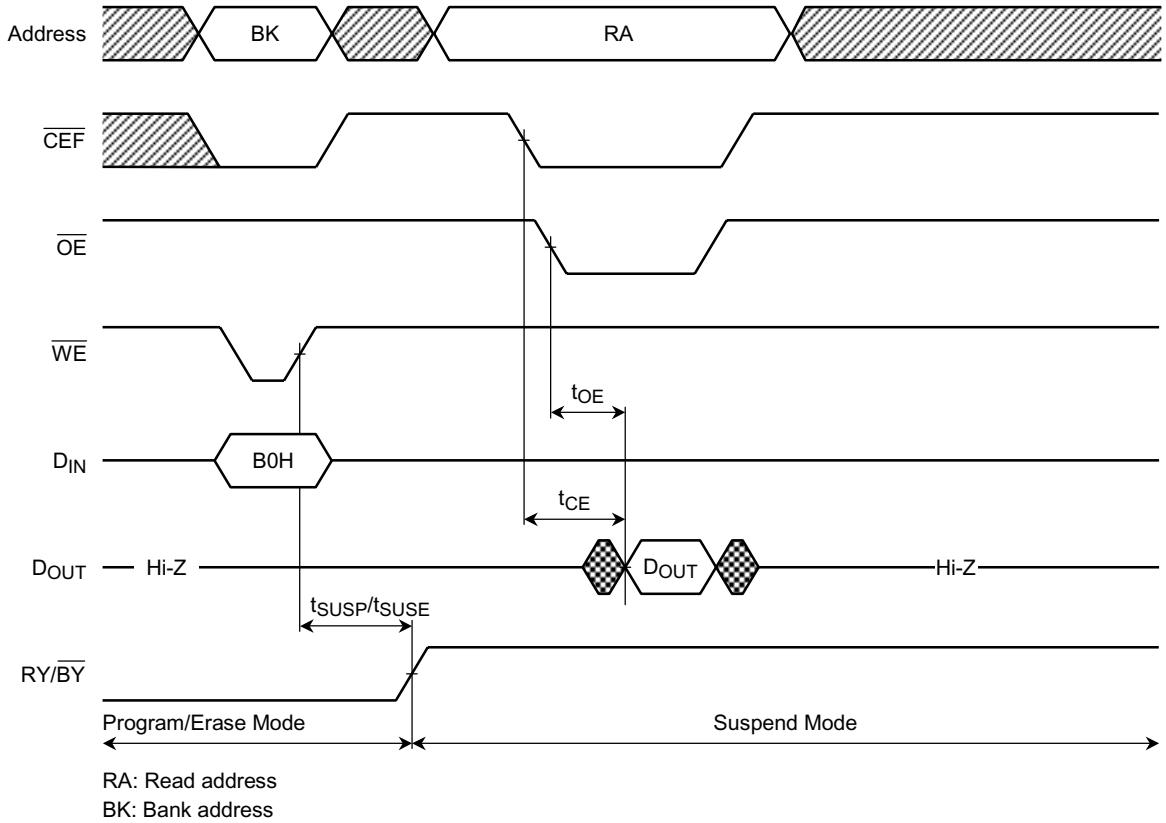 Address BK RA
CEF
OE
WE
tOE
DIN B0H
tCE
DOUT Hi-Z DOUT Hi-Z
tSUSP/tSUSE
RY/BY
Program/Erase Mode Suspend Mode
RA: Read address
BK: Bank address